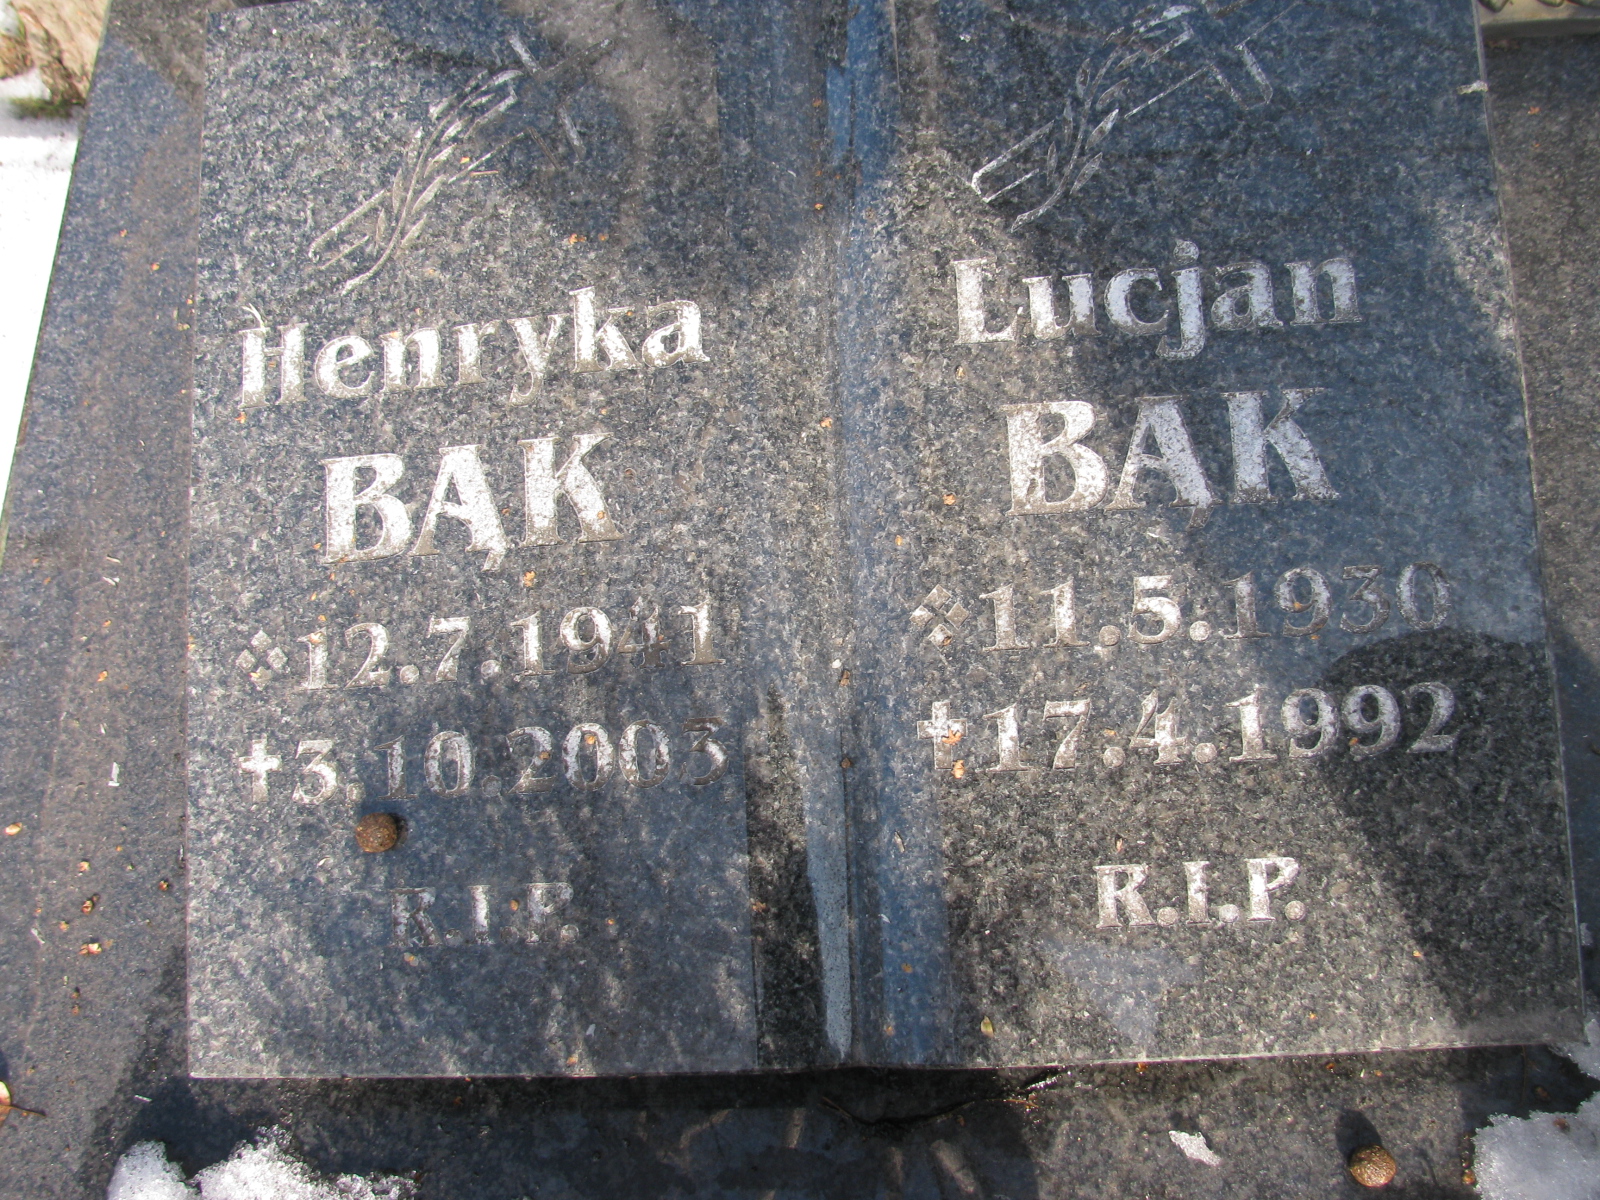 Henryka
BĄK
12.7.1941
✝3.10.2003
R.I.P.
Lucjan
BĄK
11.5.1930
✝17.4.1992
R.I.P.